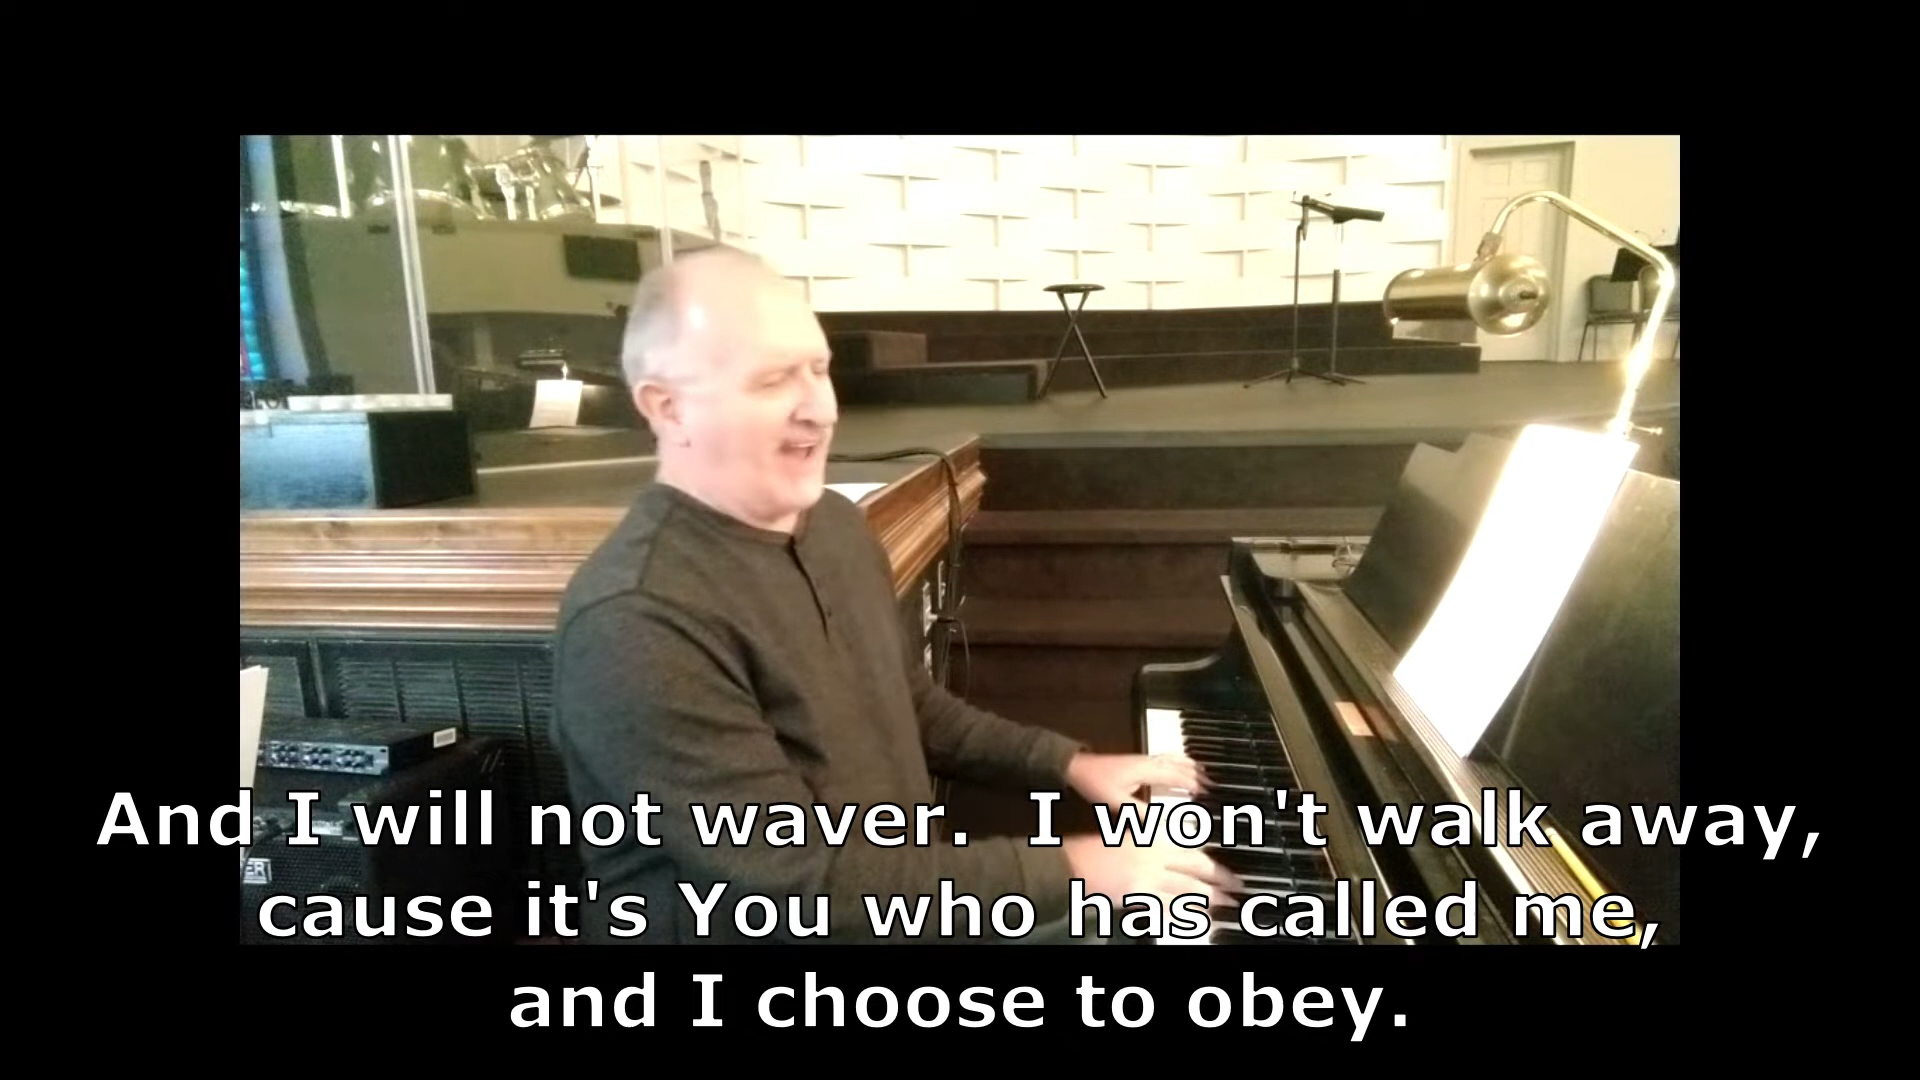 And I will not waver.  I won't walk away,
cause it's You who has called me,
and I choose to obey.